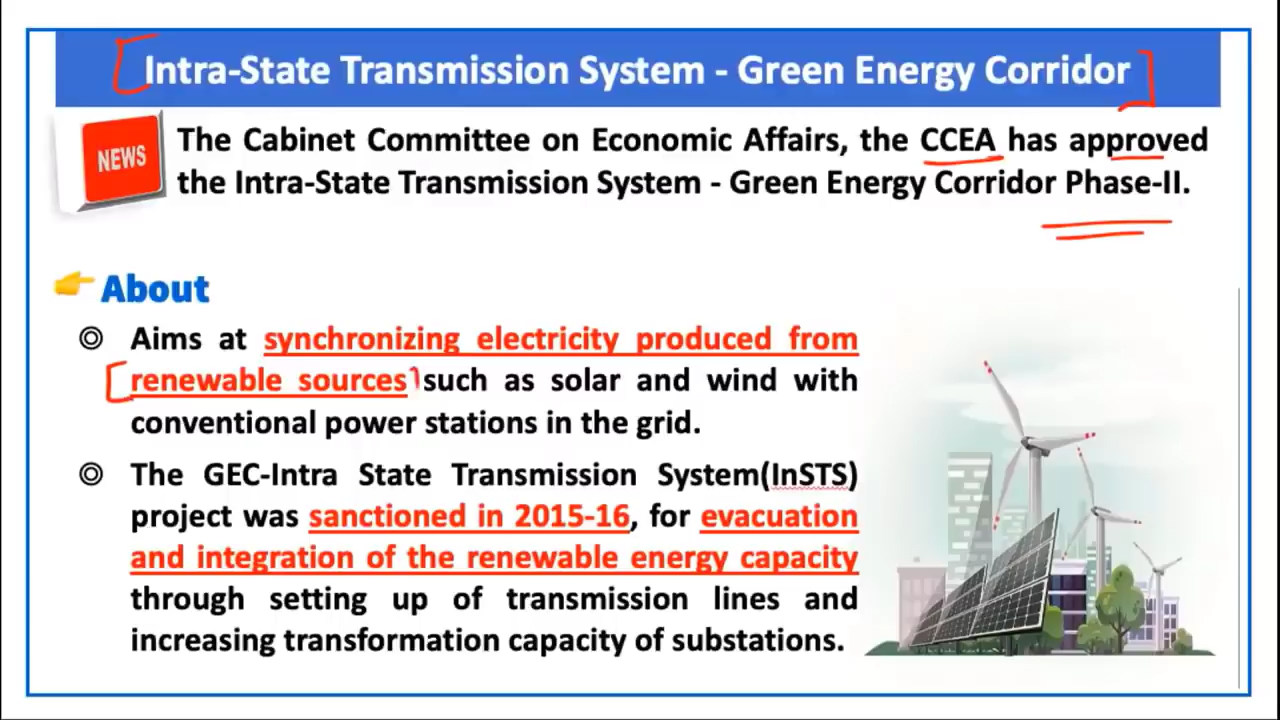 Intra-State Transmission System - Green Energy Corridor
NEWS
The Cabinet Committee on Economic Affairs, the CCEA has approved
the Intra-State Transmission System - Green Energy Corridor Phase-II.
About
Aims at synchronizing electricity produced from
renewable sources such as solar and wind with
conventional power stations in the grid.
The GEC-Intra State Transmission System(InSTS)
project was sanctioned in 2015-16, for evacuation
and integration of the renewable energy capacity
through setting up of transmission lines and
increasing transformation capacity of substations.